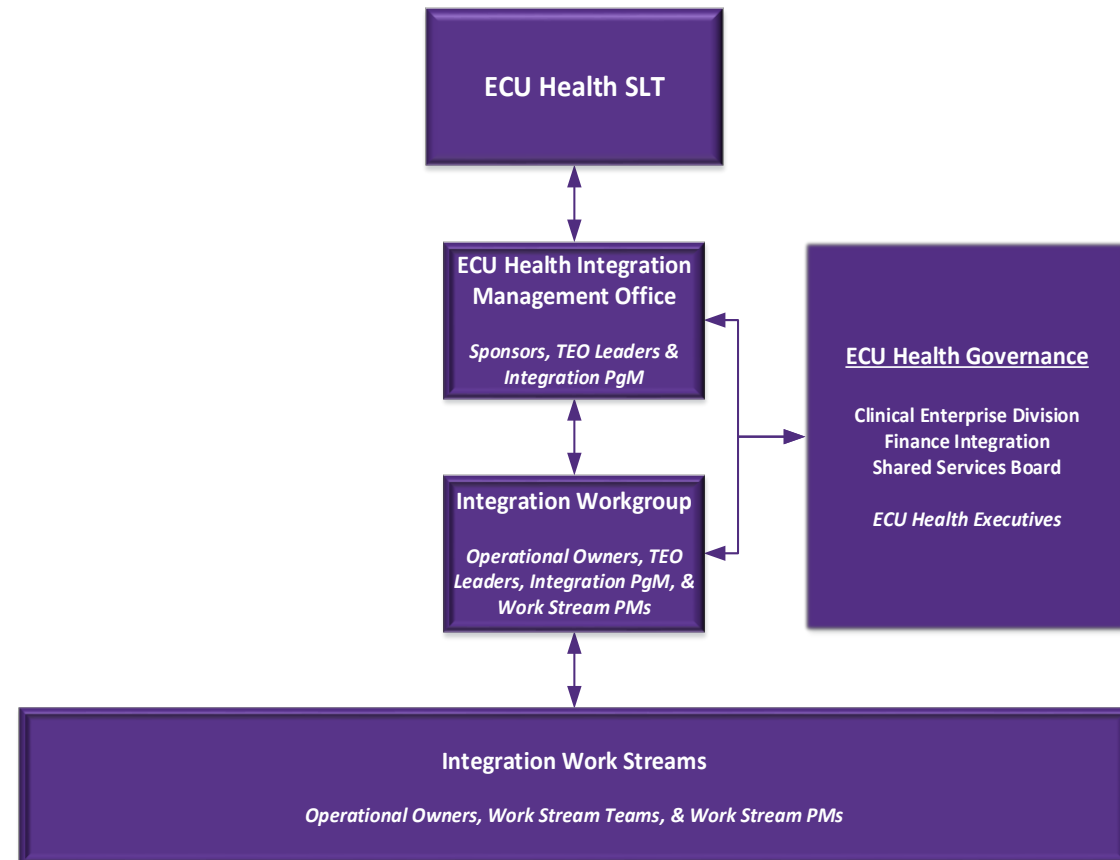 ECU Health SLT
ECU Health Integration
Management Office
Sponsors, TEO Leaders &
Integration PgM
ECU Health Governance
Clinical Enterprise Division
Finance Integration
Shared Services Board
ECU Health Executives
Integration Workgroup
Operational Owners, TEO
Leaders, Integration PgM, &
Work Stream PMs
Integration Work Streams
Operational Owners, Work Stream Teams, & Work Stream PMs